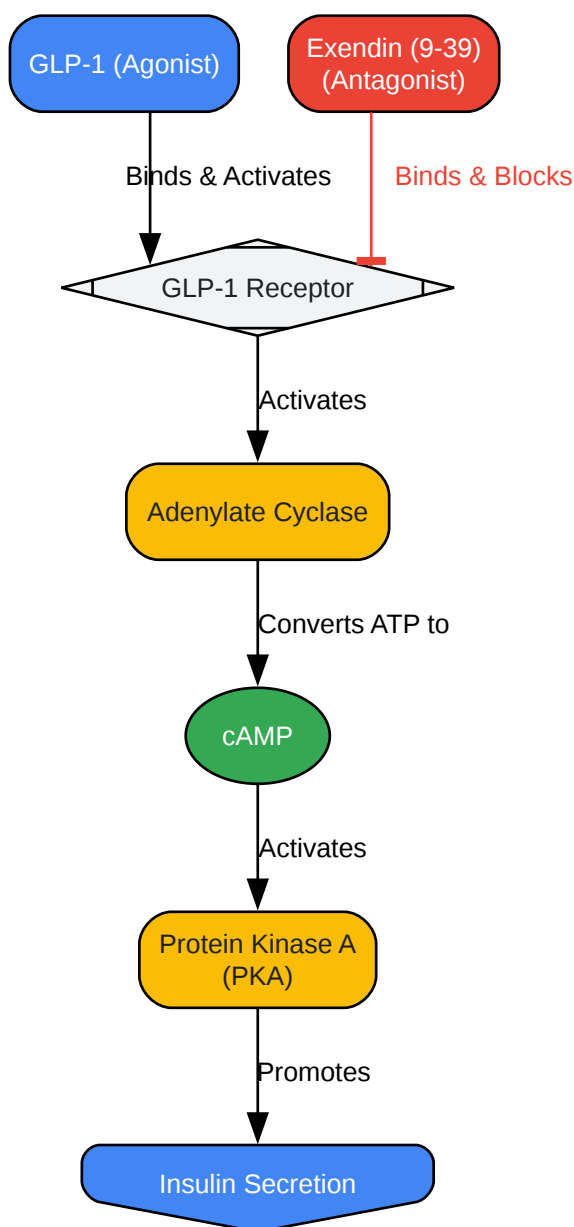 GLP-1 (Agonist)
Exendin (9-39)
(Antagonist)
Binds & Activates
Binds & Blocks
GLP-1 Receptor
Activates
Adenylate Cyclase
Converts ATP to
cAMP
Activates
Protein Kinase A
(PKA)
Promotes
Insulin Secretion